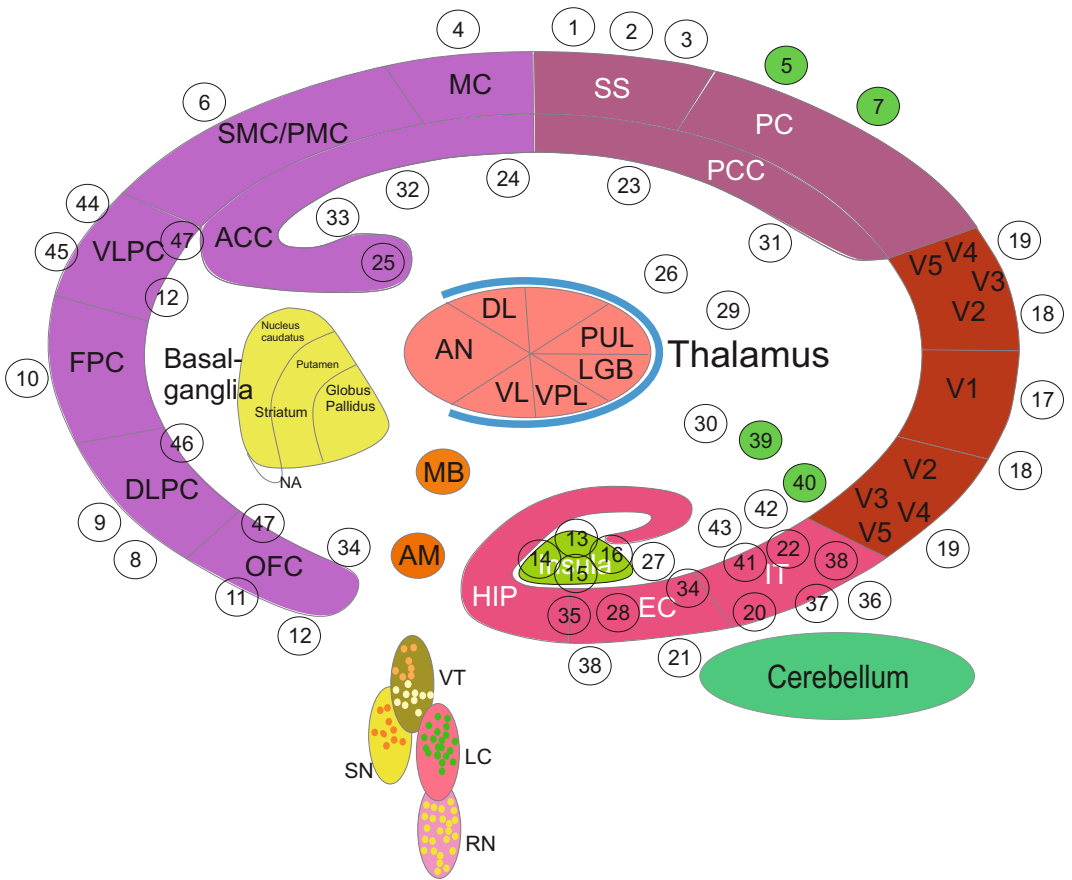 4
1
2
3
5
7
6
MC
SS
PC
SMC/PMC
PCC
24
32
23
33
44
45
VLPC
47
ACC
25
31
19
V5
V4
V3
V2
18
26
29
12
FPC
10
Basal-
ganglia
Nucleus
caudatus
Putamen
Globus
Pallidus
Striatum
NA
DL
AN
PUL
LGB
VL
VPL
Thalamus
V1
17
30
39
40
46
DLPC
9
8
47
OFC
34
11
12
MB
AM
42
43
V2
V3
V4
V5
18
19
13
14
16
Insula
15
27
41
22
38
IT
HIP
35
28
EC
34
20
37
36
38
21
Cerebellum
VT
SN
LC
RN